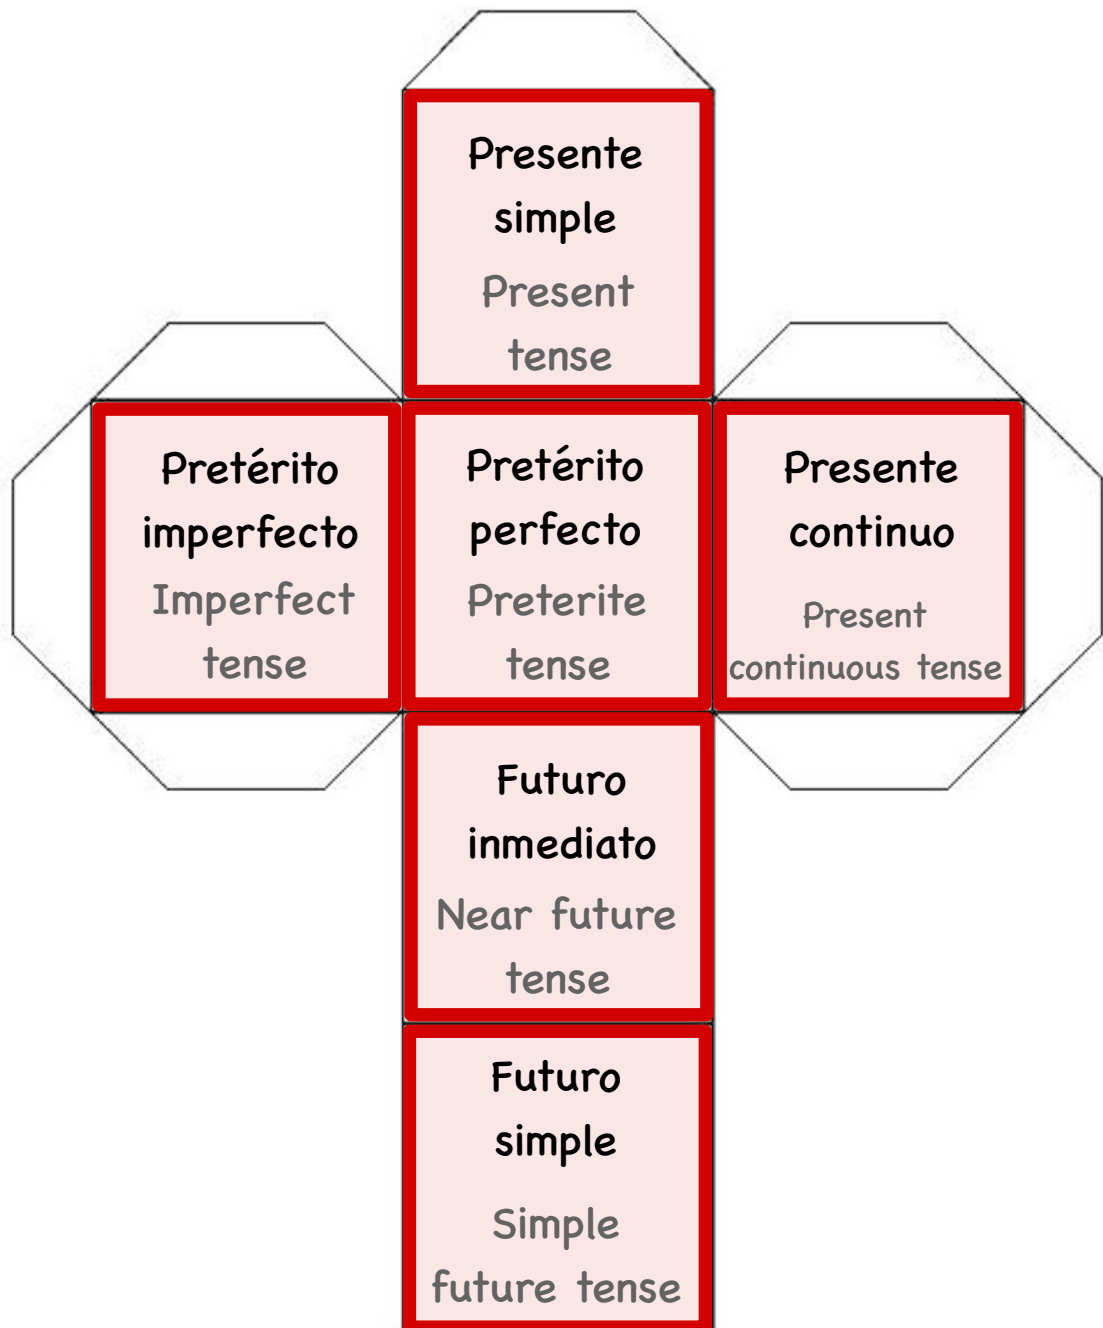 Presente
simple
Present
tense
Pretérito
imperfecto
Imperfect
tense
Pretérito
perfecto
Preterite
tense
Presente
continuo
Present
continuous tense
Futuro
inmediato
Near future
tense
Futuro
simple
Simple
future tense